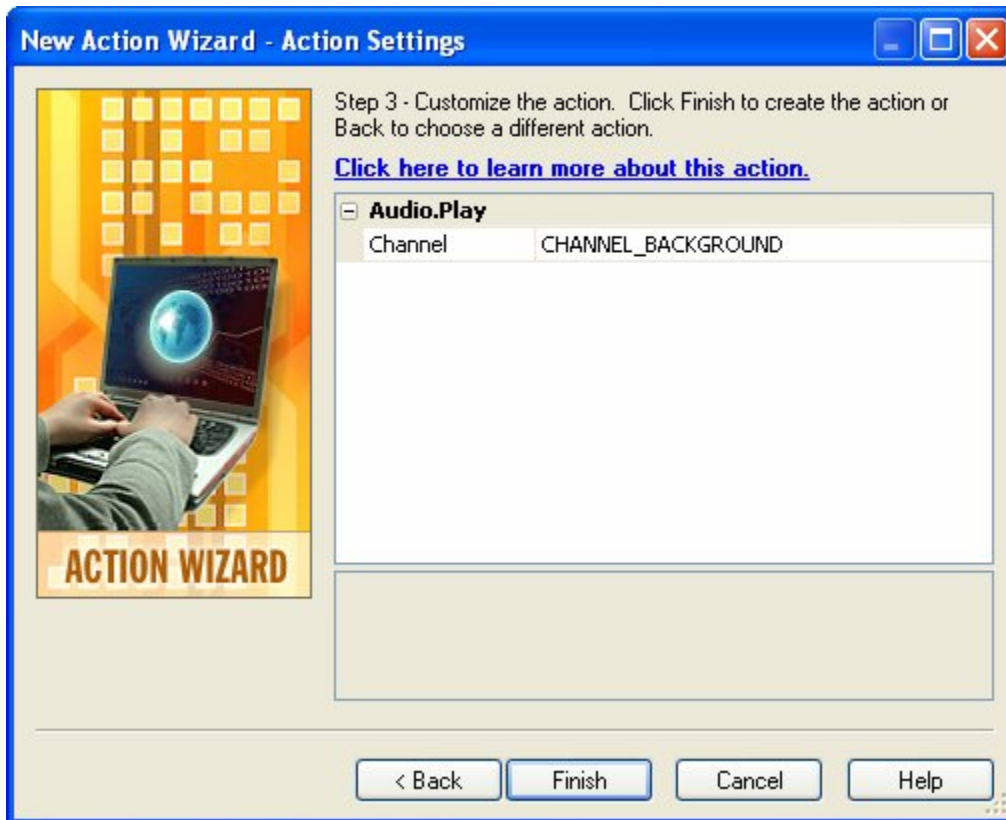 New Action Wizard - Action Settings
Step 3 - Customize the action.  Click Finish to create the action or
Back to choose a different action.
Click here to learn more about this action.
Audio.Play
Channel CHANNEL_BACKGROUND
ACTION WIZARD
< Back Finish Cancel Help